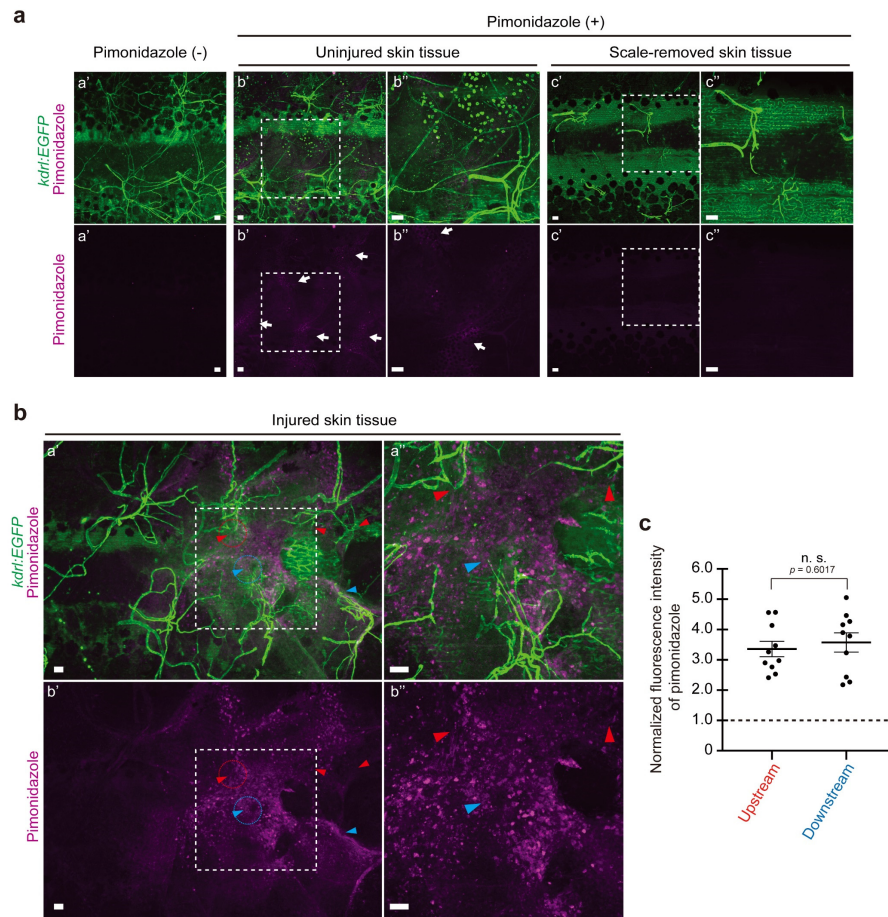 a
Pimonidazole (+)
Pimonidazole (-)
Uninjured skin tissue
Scale-removed skin tissue
kdrl:EGFP
Pimonidazole
a'
b'
b''
c'
c''
Pimonidazole
a'
b'
b''
c'
c''
b
Injured skin tissue
kdrl:EGFP
Pimonidazole
a'
a''
Pimonidazole
b'
b''
c
n. s.
p = 0.6017
Normalized fluorescence intensity
of pimonidazole
6.0
5.0
4.0
3.0
2.0
1.0
0
Upstream
Downstream